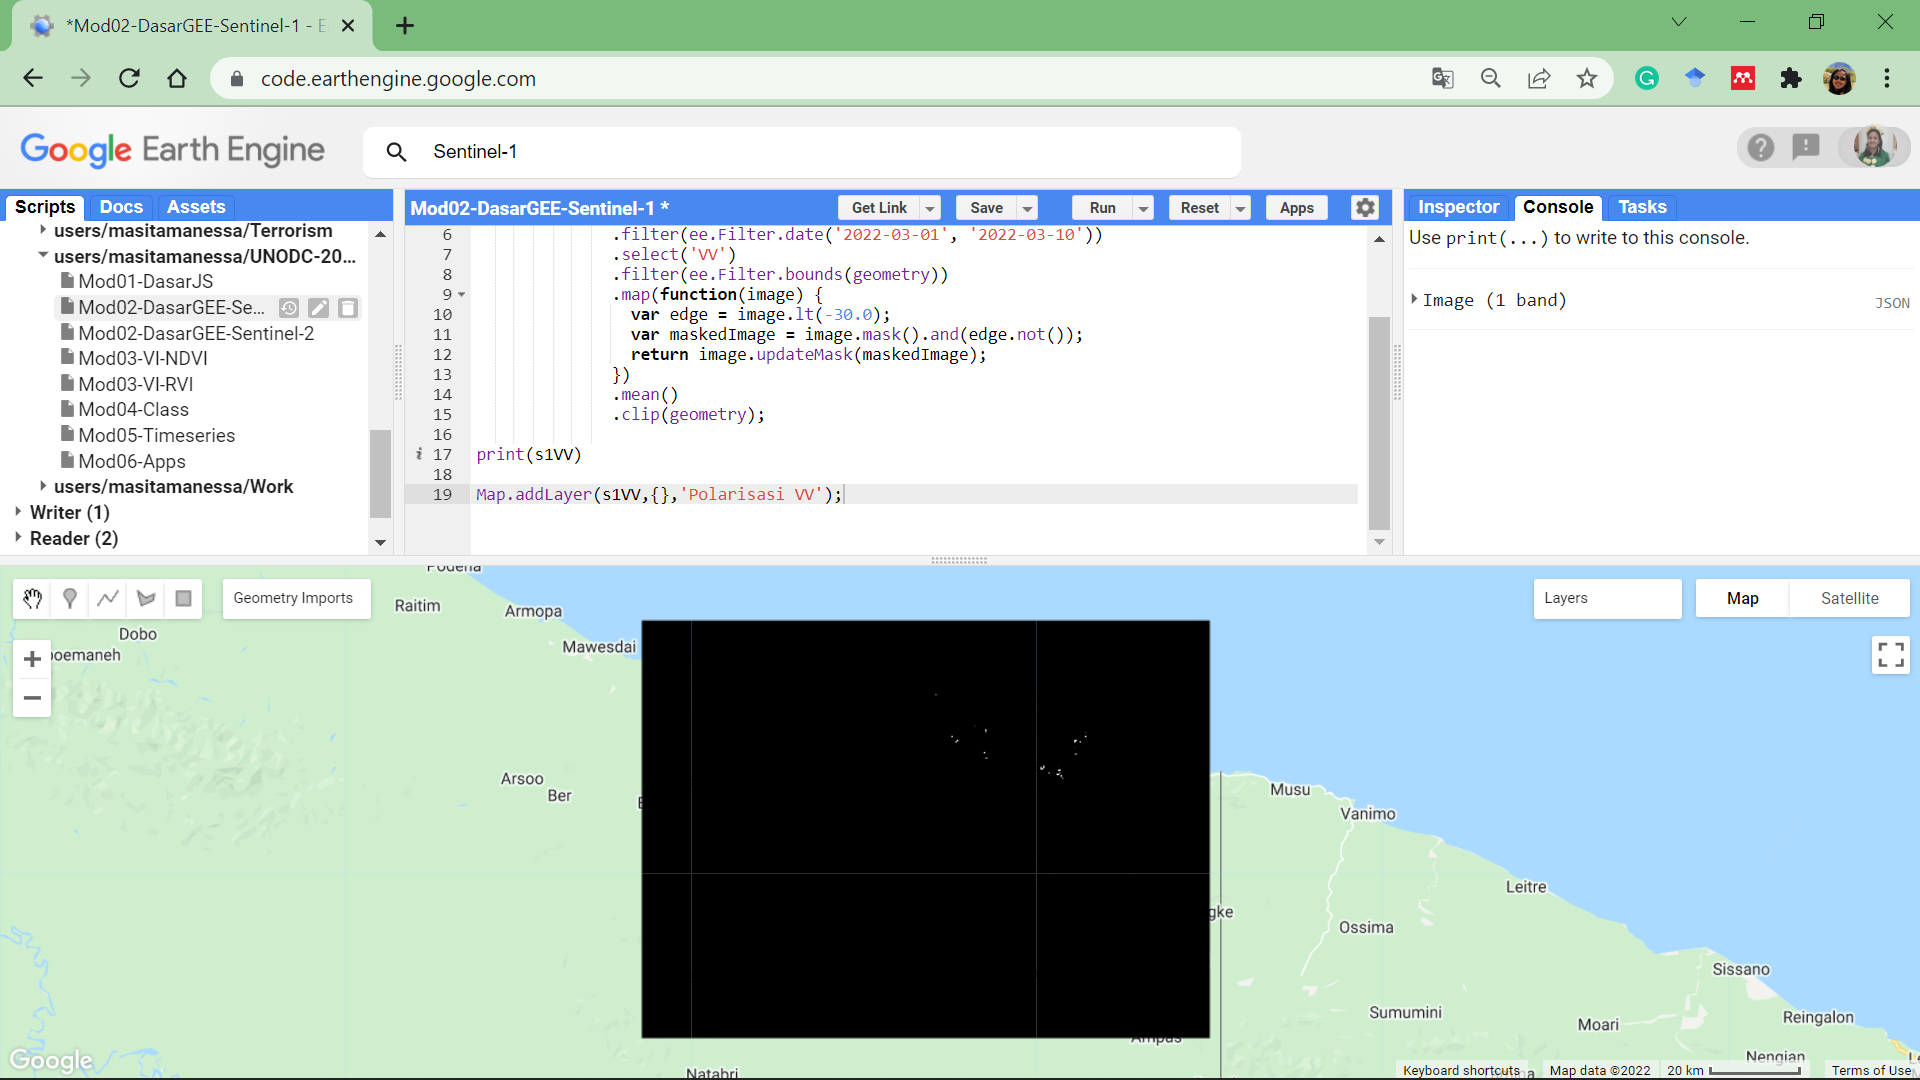 *Mod02-DasarGEE-Sentinel-1 - E
code.earthengine.google.com
Google Earth Engine
Sentinel-1
Scripts Docs Assets
users/masitamanessa/Terrorism
users/masitamanessa/UNODC-20...
Mod01-DasarJS
Mod02-DasarGEE-Se...
Mod02-DasarGEE-Sentinel-2
Mod03-VI-NDVI
Mod03-VI-RVI
Mod04-Class
Mod05-Timeseries
Mod06-Apps
users/masitamanessa/Work
Writer (1)
Reader (2)
Mod02-DasarGEE-Sentinel-1 *
Get Link Save Run Reset Apps
6 .filter(ee.Filter.date('2022-03-01', '2022-03-10'))
7 .select('VV')
8 .filter(ee.Filter.bounds(geometry))
9 .map(function(image) {
10 var edge = image.lt(-30.0);
11 var maskedImage = image.mask().and(edge.not());
12 return image.updateMask(maskedImage);
13 })
14 .mean()
15 .clip(geometry);
16
i 17 print(s1VV)
18
19 Map.addLayer(s1VV,{},'Polarisasi VV');
Inspector Console Tasks
Use print(...) to write to this console.
Image (1 band) JSON
Geometry Imports
Layers
Map Satellite
Podena
Raitim
Armopa
Dobo
Mawesdai
Arsoo
Ber
Musu
Vanimo
Leitre
Ossima
Sissano
Sumumini
Moari
Reingalon
Nengian
Natabri
Google
Keyboard shortcuts Map data ©2022 20 km Terms of Use